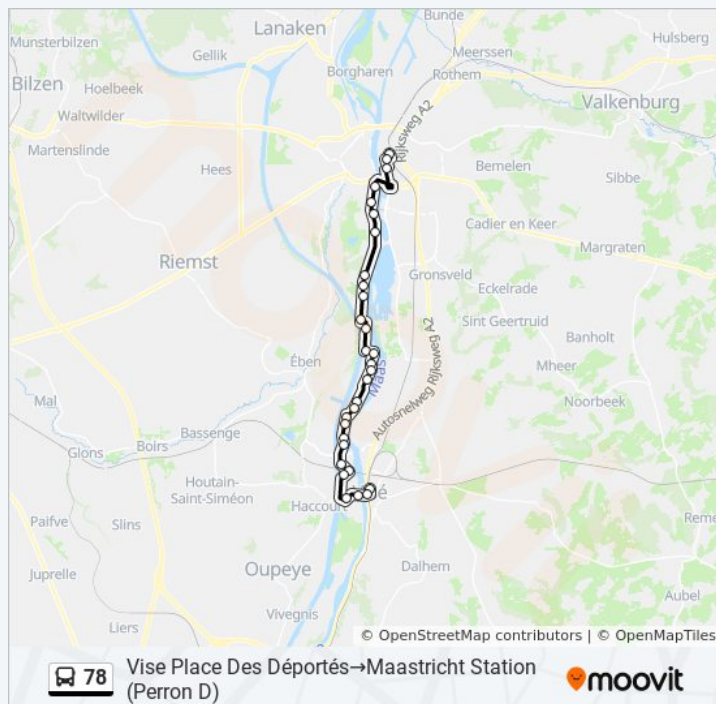 Bunde
Hulsberg
Lanaken
Munsterbilzen
Gellik
Meerssen
Borgharen
Rothem
Bilzen
Hoelbeek
Rijksweg A2
Valkenburg
Waltwilder
Martenslinde
Hees
Bemelen
Sibbe
Cadier en Keer
Margraten
Riemst
Gronsveld
Eckelrade
Sint Geertruid
Banholt
Ében
Mheer
Maas
Autosnelweg Rijksweg A2
Noorbeek
Mal
Bassenge
Glons
Boirs
Houtain-
Saint-Siméon
Haccourt
é
Paifve
Slins
Reme
Oupeye
Dalhem
Juprelle
Aubel
Vivegnis
Liers
© OpenStreetMap contributors | © OpenMapTiles
78
Vise Place Des Déportés→Maastricht Station
(Perron D)
moovit